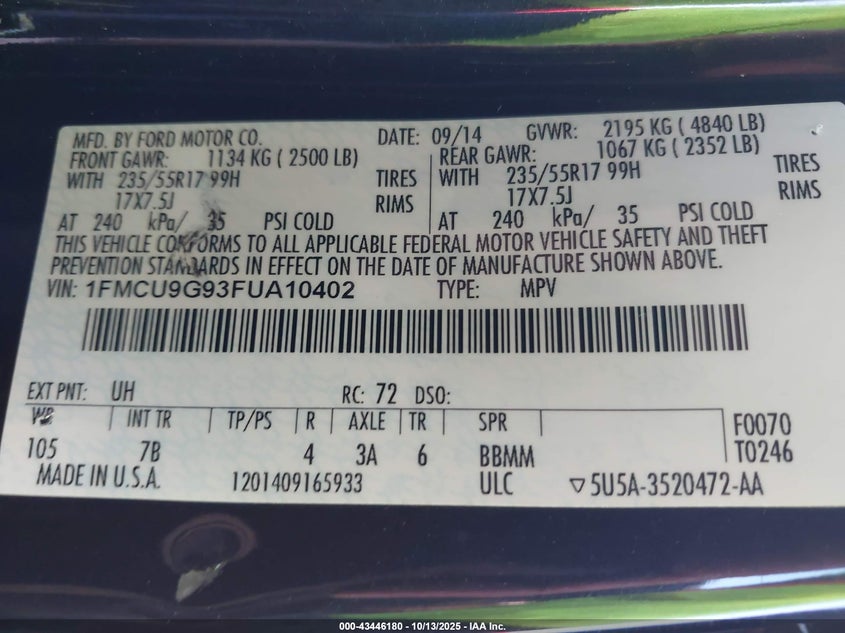 MFD. BY FORD MOTOR CO. DATE: 09/14 GVWR: 2195 KG ( 4840 LB)
FRONT GAWR: 1134 KG ( 2500 LB) REAR GAWR: 1067 KG ( 2352 LB)
WITH 235/55R17 99H TIRES WITH 235/55R17 99H TIRES
17X7.5J RIMS 17X7.5J RIMS
AT 240 kPa/ 35 PSI COLD AT 240 kPa/ 35 PSI COLD
THIS VEHICLE CONFORMS TO ALL APPLICABLE FEDERAL MOTOR VEHICLE SAFETY AND THEFT
PREVENTION STANDARDS IN EFFECT ON THE DATE OF MANUFACTURE SHOWN ABOVE.
VIN: 1FMCU9G93FUA10402 TYPE: MPV
EXT PNT: UH RC: 72 DSO:
WB INT TR TP/PS R AXLE TR SPR F0070
105 7B 4 3A 6 BBMM T0246
MADE IN U.S.A. 1201409165933 ULC ▽5U5A-3520472-AA
000-43446180 - 10/13/2025 - IAA Inc.